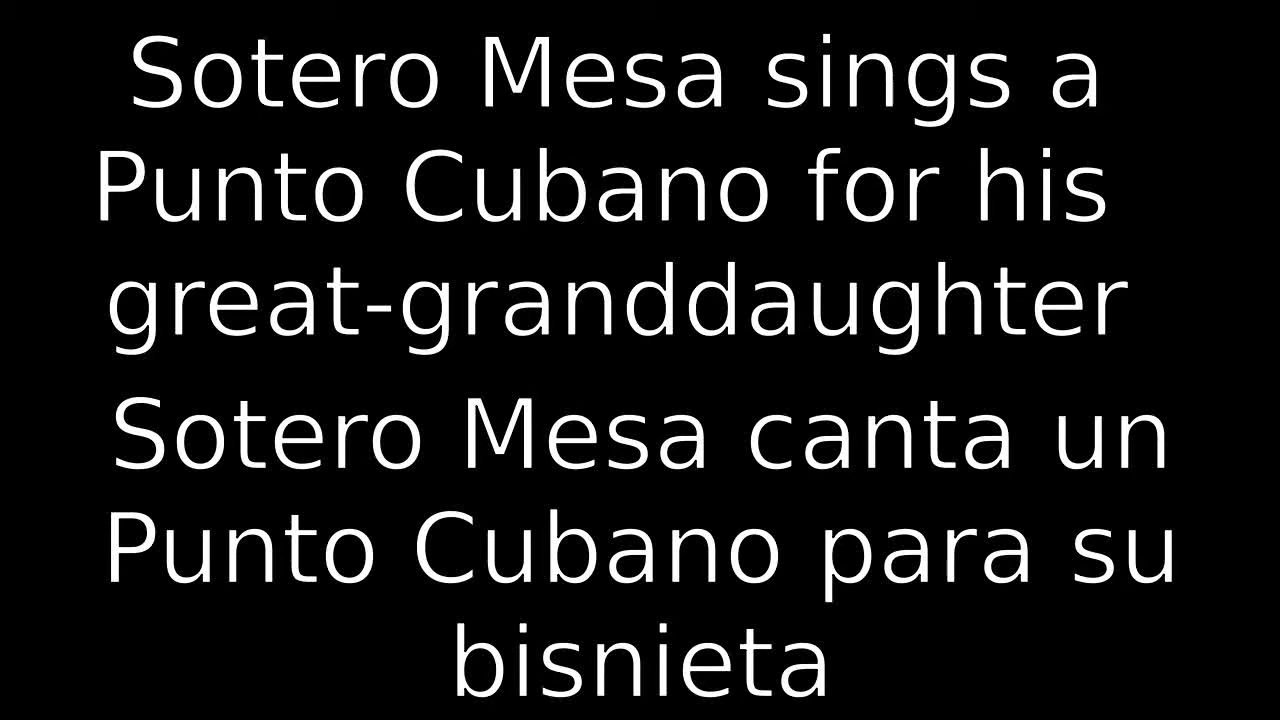 Sotero Mesa sings a
Punto Cubano for his
great-granddaughter
Sotero Mesa canta un
Punto Cubano para su
bisnieta